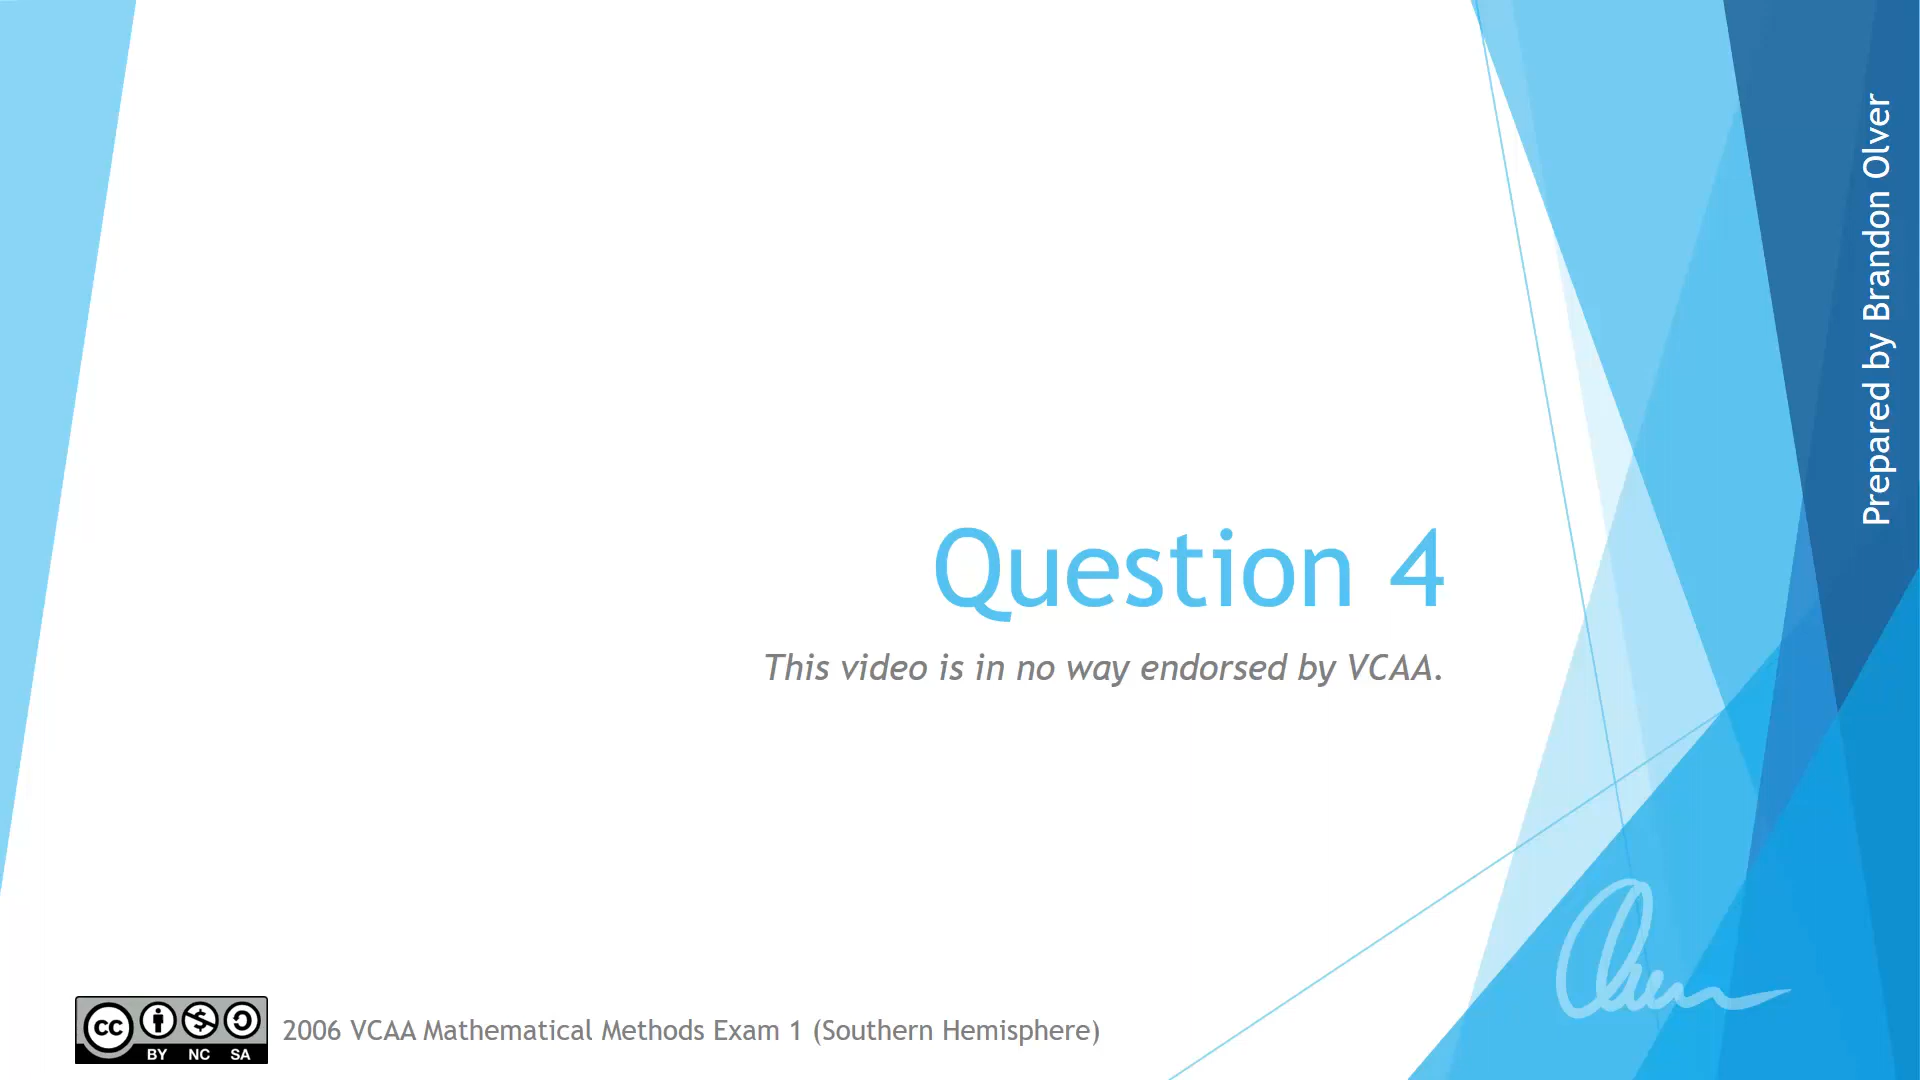 Prepared by Brandon Olver
Question 4
This video is in no way endorsed by VCAA.
CC BY NC SA
2006 VCAA Mathematical Methods Exam 1 (Southern Hemisphere)